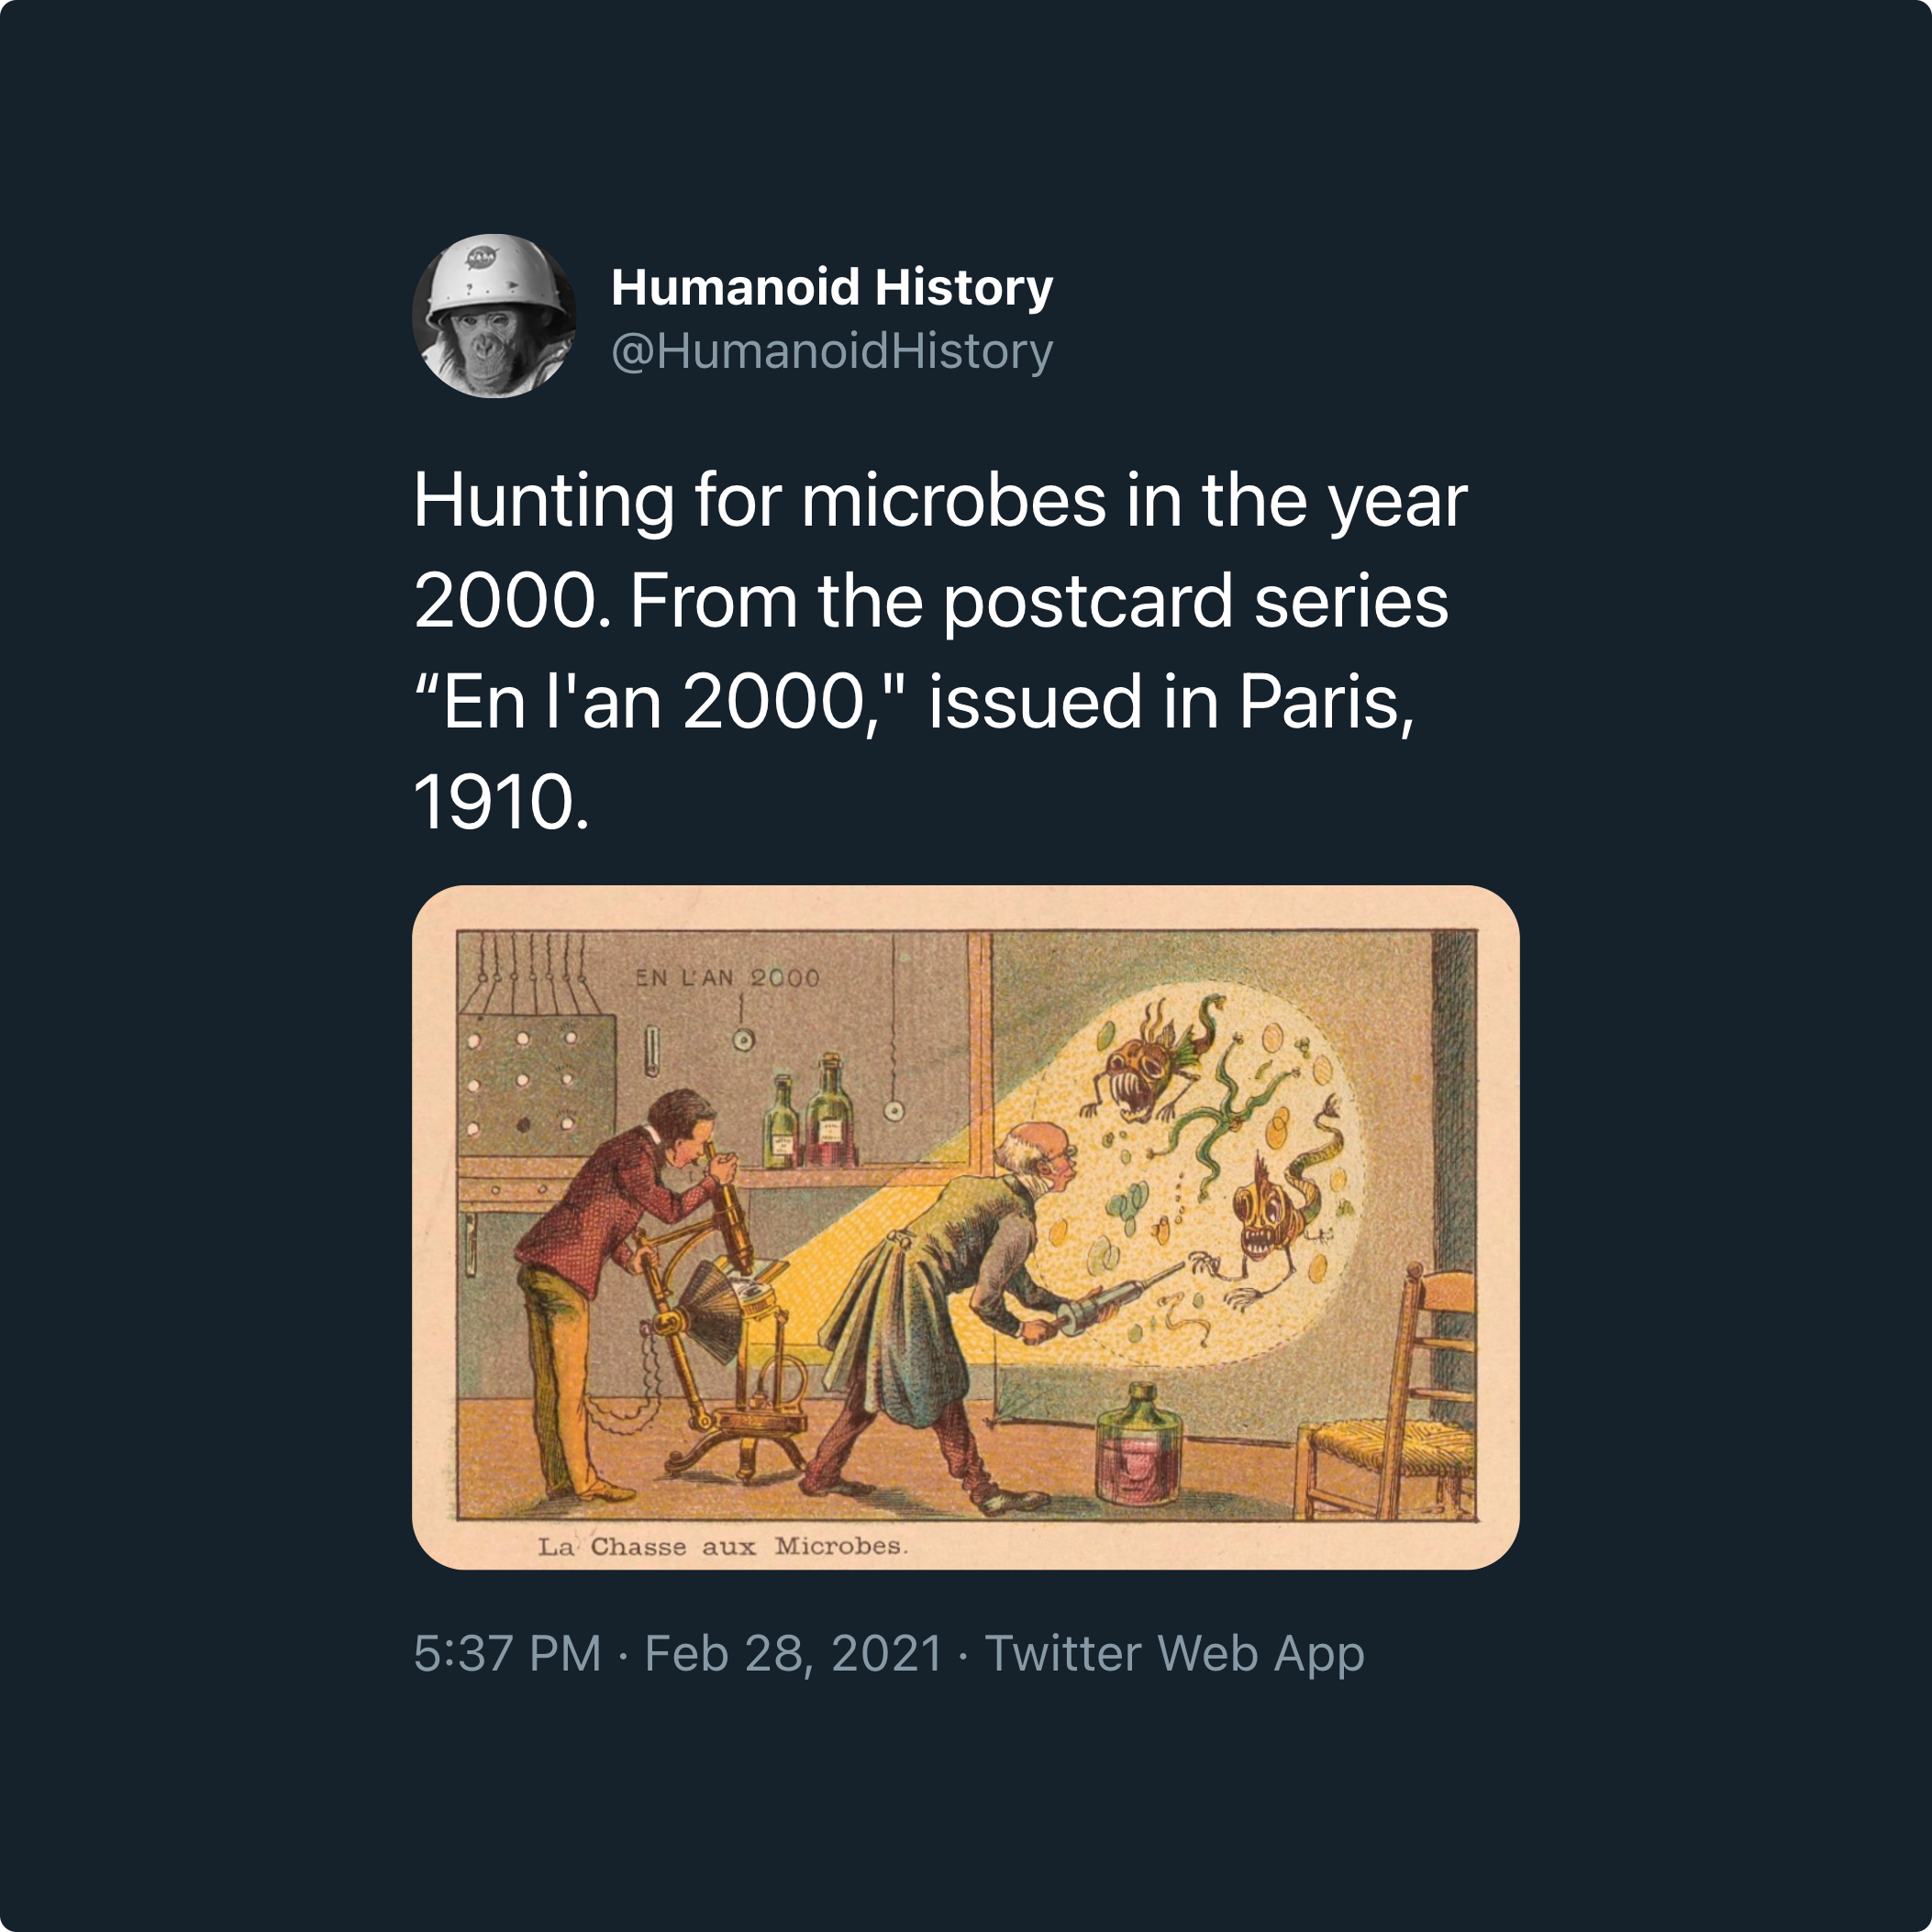 Humanoid History
@HumanoidHistory
Hunting for microbes in the year
2000. From the postcard series
“En l'an 2000," issued in Paris,
1910.
EN L'AN 2000
La Chasse aux Microbes.
5:37 PM · Feb 28, 2021 · Twitter Web App